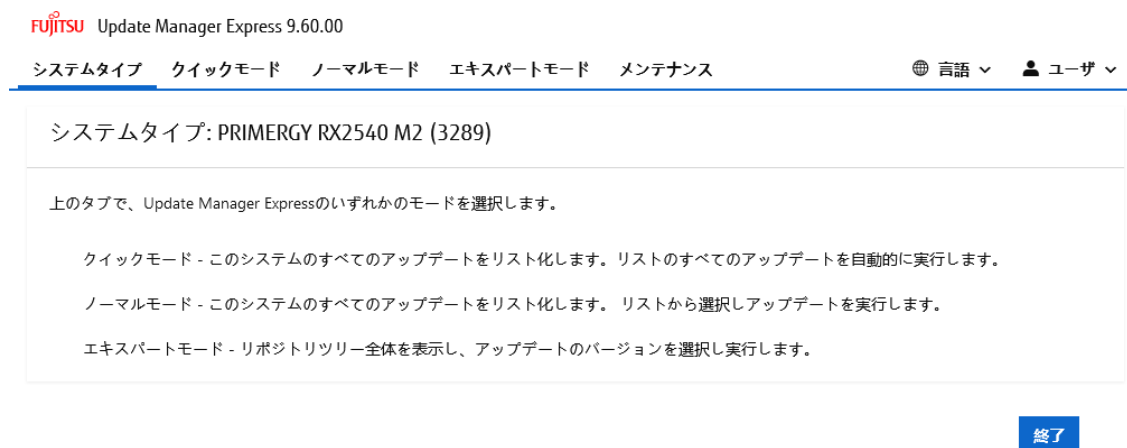 FUJITSU Update Manager Express 9.60.00
システムタイプ クイックモード ノーマルモード エキスパートモード メンテナンス 言語 ユーザ
システムタイプ: PRIMERGY RX2540 M2 (3289)
上のタブで、Update Manager Expressのいずれかのモードを選択します。
クイックモード - このシステムのすべてのアップデートをリスト化します。リストのすべてのアップデートを自動的に実行します。
ノーマルモード - このシステムのすべてのアップデートをリスト化します。 リストから選択しアップデートを実行します。
エキスパートモード - リポジトリツリー全体を表示し、アップデートのバージョンを選択し実行します。
終了